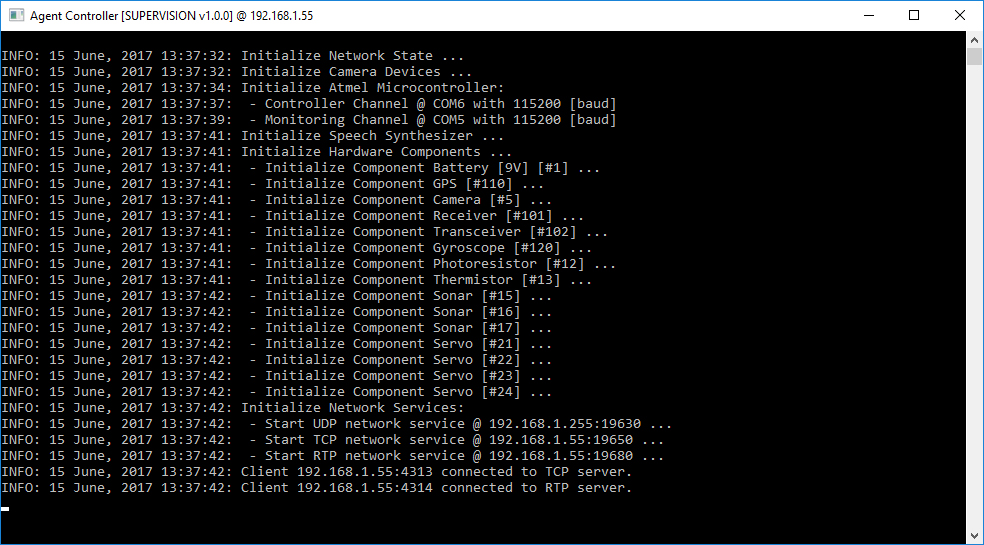 Agent Controller [SUPERVISION v1.0.0] @ 192.168.1.55
INFO: 15 June, 2017 13:37:32: Initialize Network State ...
INFO: 15 June, 2017 13:37:32: Initialize Camera Devices ...
INFO: 15 June, 2017 13:37:34: Initialize Atmel Microcontroller:
INFO: 15 June, 2017 13:37:37:  - Controller Channel @ COM6 with 115200 [baud]
INFO: 15 June, 2017 13:37:39:  - Monitoring Channel @ COM5 with 115200 [baud]
INFO: 15 June, 2017 13:37:41: Initialize Speech Synthesizer ...
INFO: 15 June, 2017 13:37:41: Initialize Hardware Components ...
INFO: 15 June, 2017 13:37:41:  - Initialize Component Battery [9V] [#1] ...
INFO: 15 June, 2017 13:37:41:  - Initialize Component GPS [#110] ...
INFO: 15 June, 2017 13:37:41:  - Initialize Component Camera [#5] ...
INFO: 15 June, 2017 13:37:41:  - Initialize Component Receiver [#101] ...
INFO: 15 June, 2017 13:37:41:  - Initialize Component Transceiver [#102] ...
INFO: 15 June, 2017 13:37:41:  - Initialize Component Gyroscope [#120] ...
INFO: 15 June, 2017 13:37:41:  - Initialize Component Photoresistor [#12] ...
INFO: 15 June, 2017 13:37:41:  - Initialize Component Thermistor [#13] ...
INFO: 15 June, 2017 13:37:42:  - Initialize Component Sonar [#15] ...
INFO: 15 June, 2017 13:37:42:  - Initialize Component Sonar [#16] ...
INFO: 15 June, 2017 13:37:42:  - Initialize Component Sonar [#17] ...
INFO: 15 June, 2017 13:37:42:  - Initialize Component Servo [#21] ...
INFO: 15 June, 2017 13:37:42:  - Initialize Component Servo [#22] ...
INFO: 15 June, 2017 13:37:42:  - Initialize Component Servo [#23] ...
INFO: 15 June, 2017 13:37:42:  - Initialize Component Servo [#24] ...
INFO: 15 June, 2017 13:37:42: Initialize Network Services:
INFO: 15 June, 2017 13:37:42:  - Start UDP network service @ 192.168.1.255:19630 ...
INFO: 15 June, 2017 13:37:42:  - Start TCP network service @ 192.168.1.55:19650 ...
INFO: 15 June, 2017 13:37:42:  - Start RTP network service @ 192.168.1.55:19680 ...
INFO: 15 June, 2017 13:37:42: Client 192.168.1.55:4313 connected to TCP server.
INFO: 15 June, 2017 13:37:42: Client 192.168.1.55:4314 connected to RTP server.